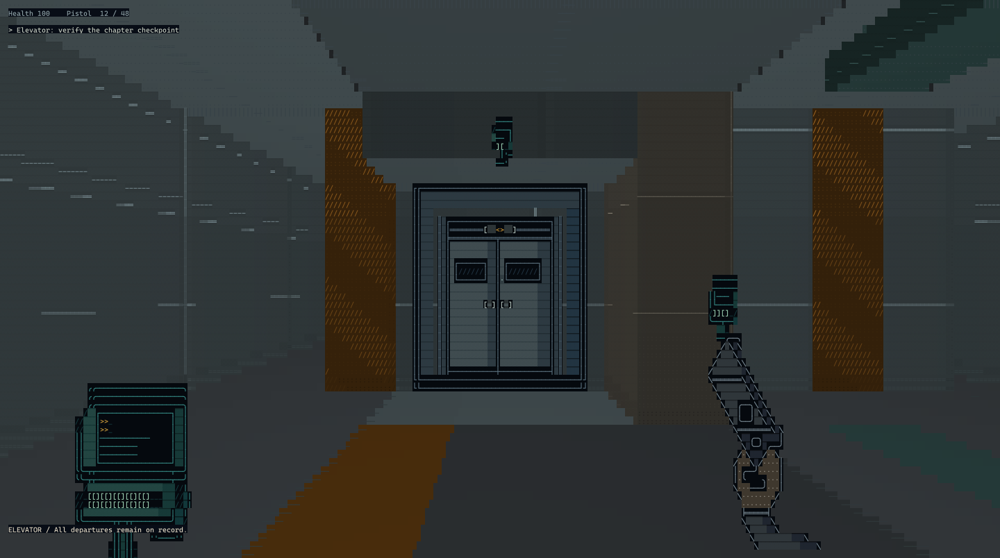 Health 100    Pistol  12 / 48
> Elevator: verify the chapter checkpoint
[ <> ]
>>_
>>_
ELEVATOR / All departures remain on record.